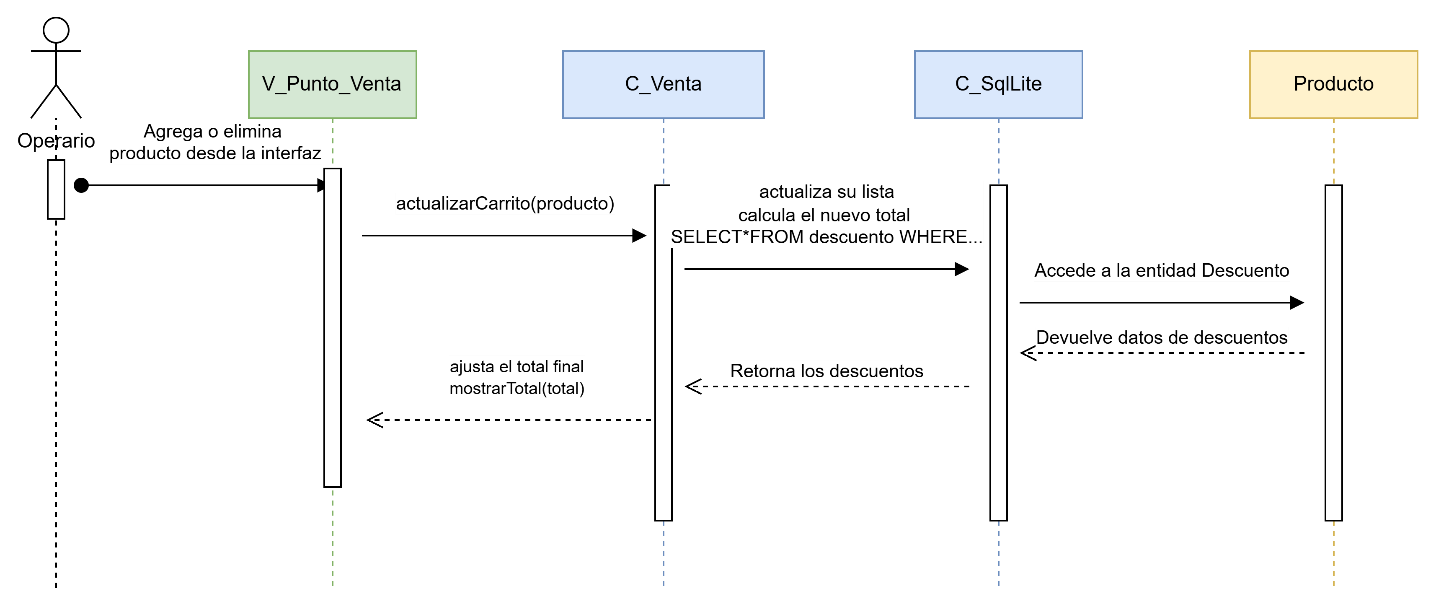 V_Punto_Venta
C_Venta
C_SqlLite
Producto
Operario
Agrega o elimina
producto desde la interfaz
actualizarCarrito(producto)
actualiza su lista
calcula el nuevo total
SELECT*FROM descuento WHERE...
Accede a la entidad Descuento
Devuelve datos de descuentos
Retorna los descuentos
ajusta el total final
mostrarTotal(total)